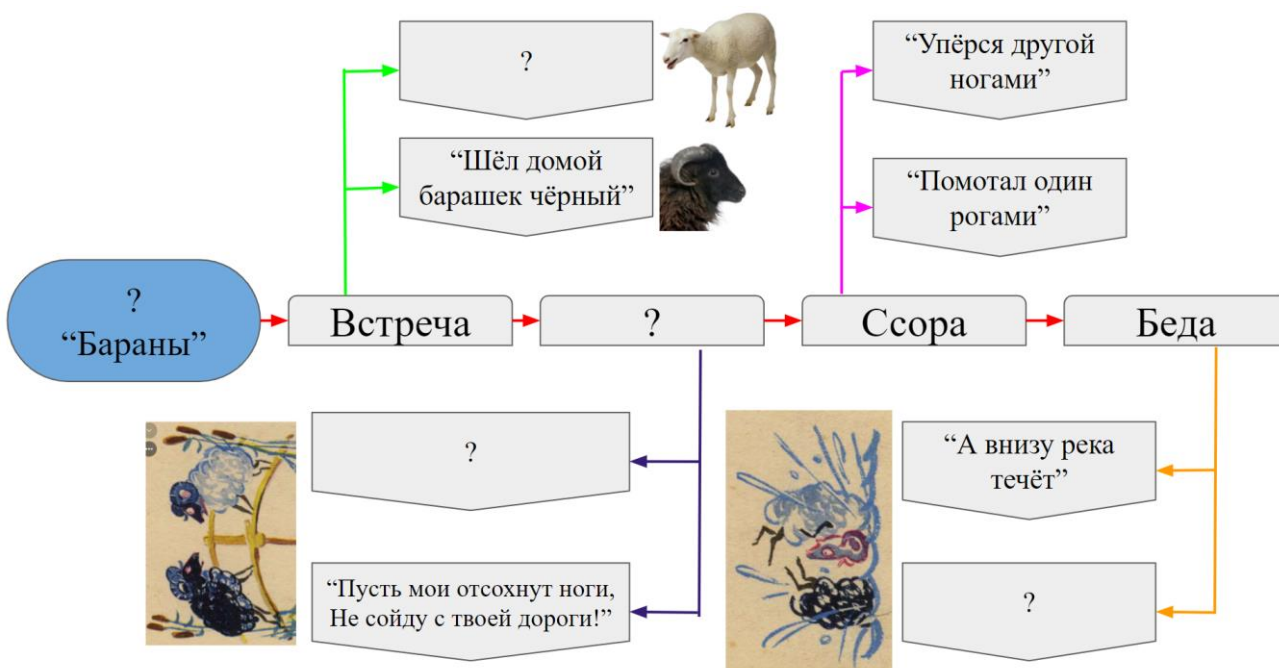 ?
“Упёрся другой
ногами”
“Шёл домой
барашек чёрный”
“Помотал один
рогами”
?
“Бараны”
Встреча
?
Ссора
Беда
?
“А внизу река
течёт”
“Пусть мои отсохнут ноги,
Не сойду с твоей дороги!”
?